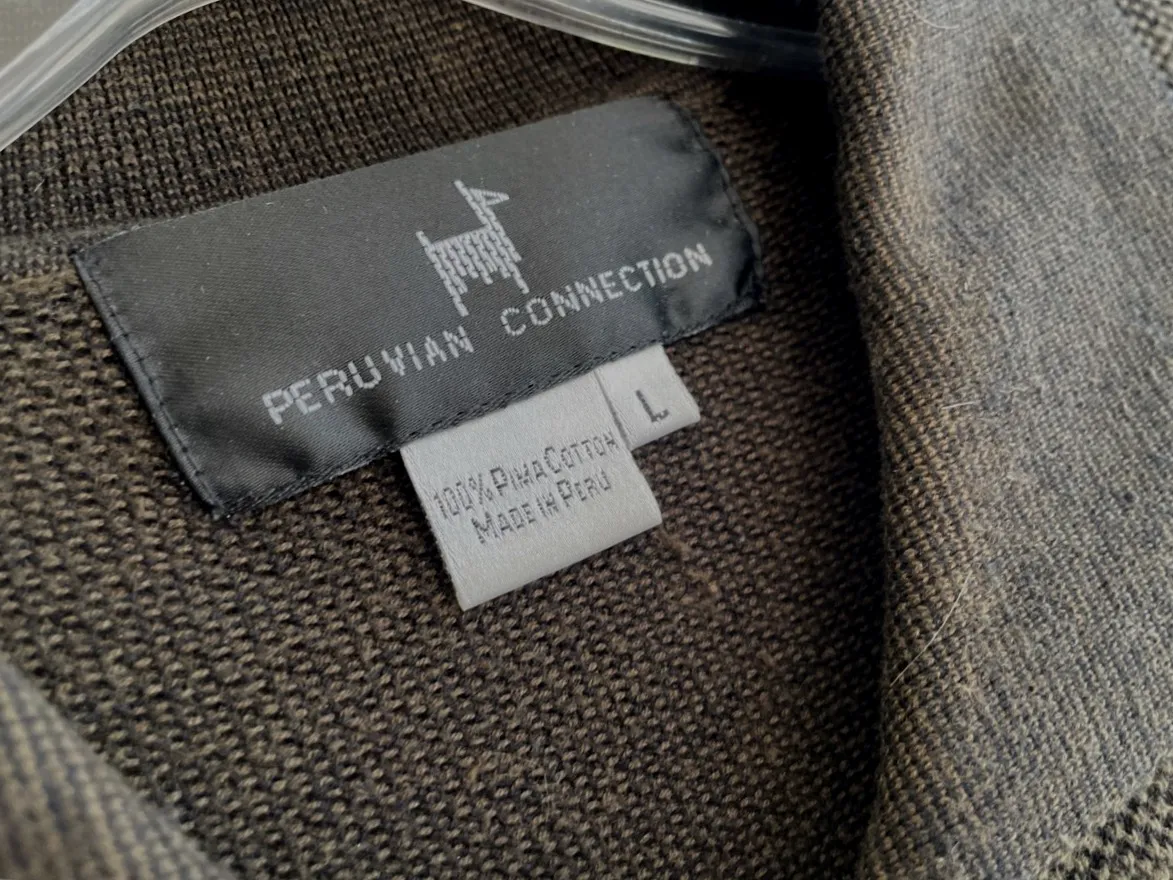 PERUVIAN CONNECTION
L
100% PIMA COTTON
MADE IN PERU